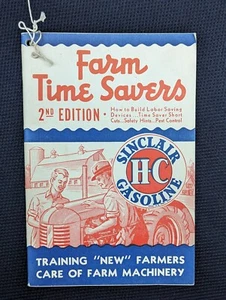 Farm
Time Savers
2ND EDITION •
How to Build Labor Saving
Devices...Time Saver Short
Cuts...Safety Hints...Pest Control
SINCLAIR
H-C
GASOLINE
TRAINING "NEW" FARMERS
CARE OF FARM MACHINERY